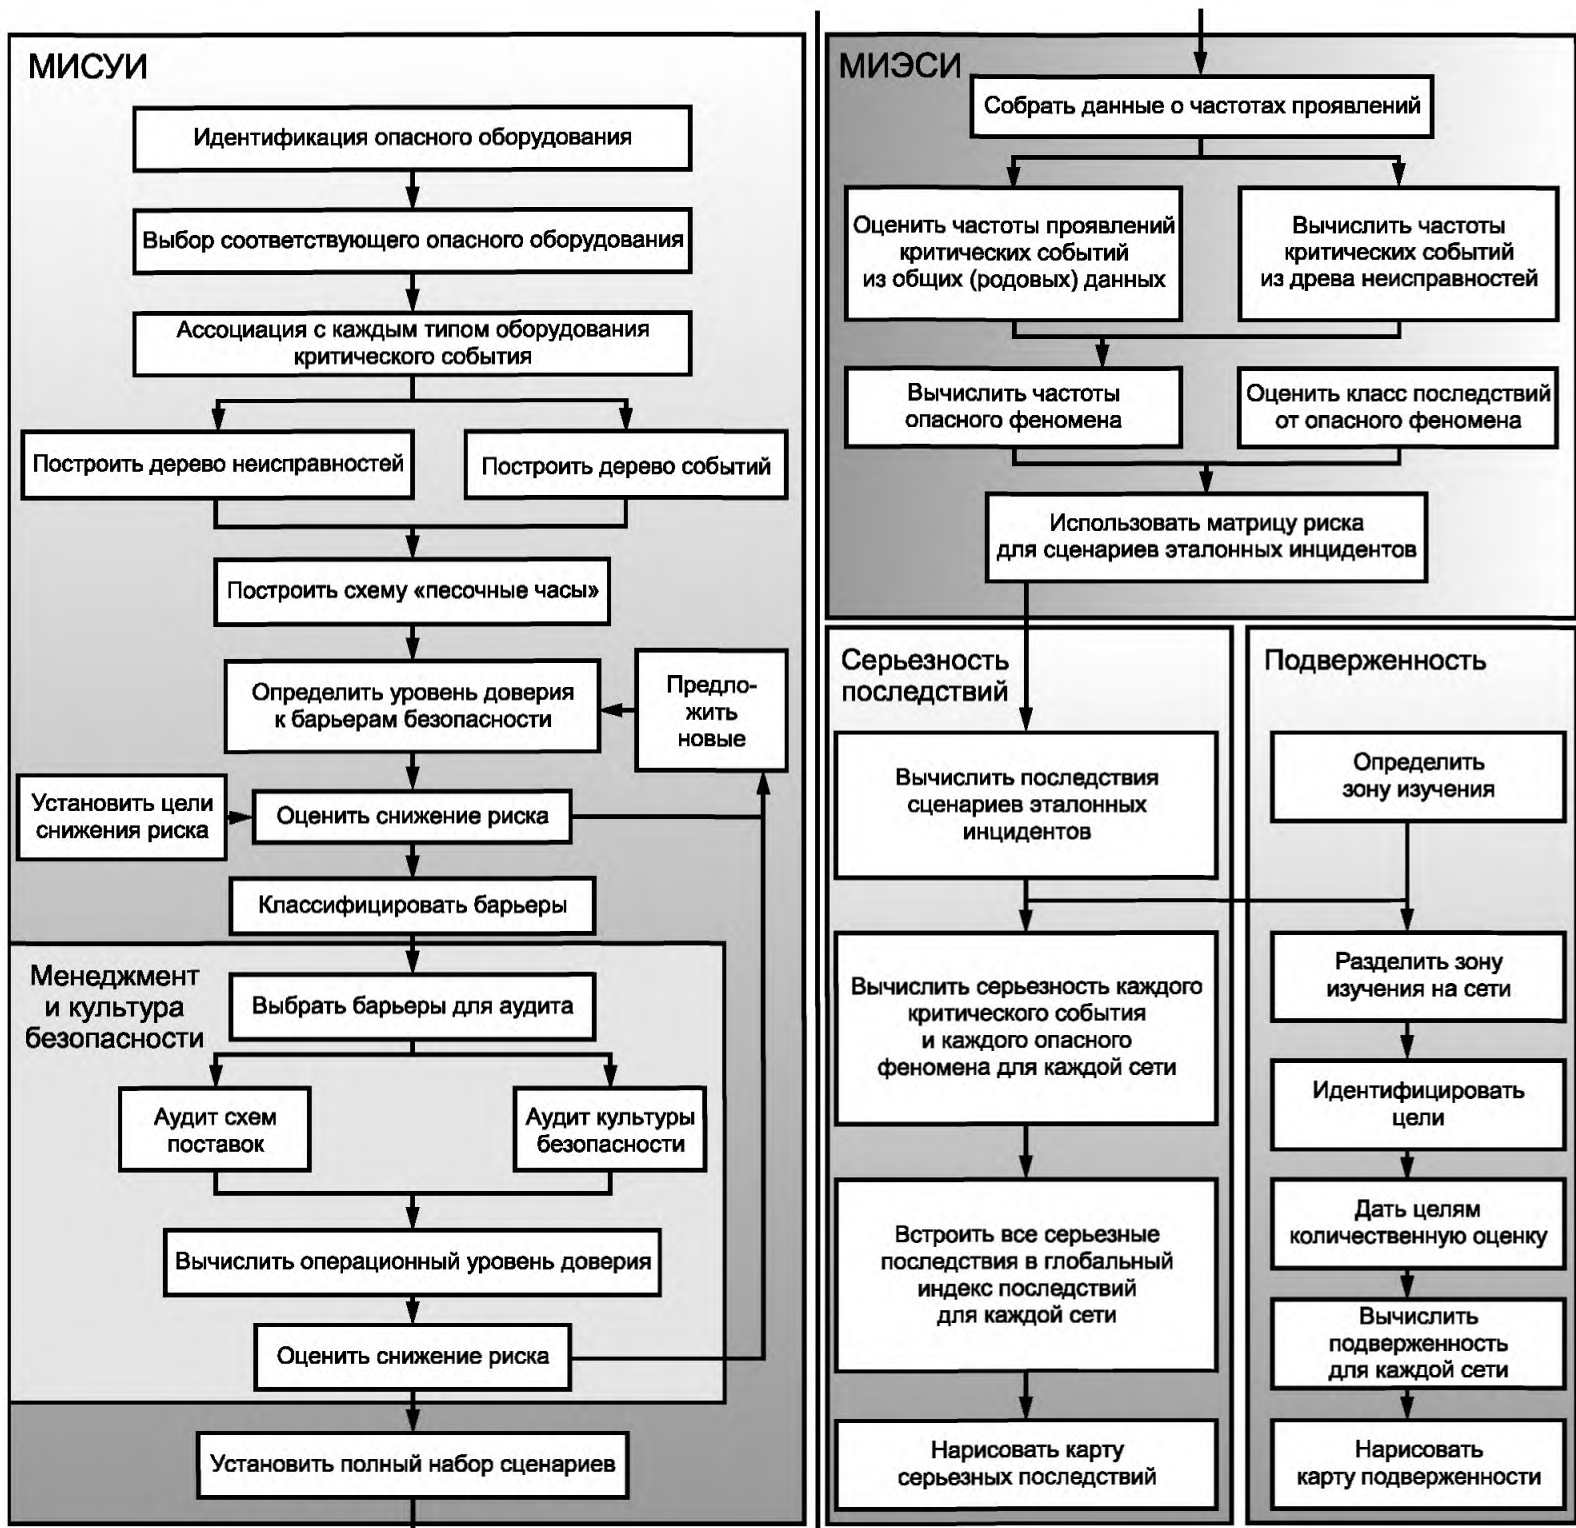 МИСУИ
Идентификация опасного оборудования
Выбор соответствующего опасного оборудования
Ассоциация с каждым типом оборудования
критического события
Построить дерево неисправностей
Построить дерево событий
Построить схему «песочные часы»
Определить уровень доверия
к барьерам безопасности
Предло-
жить
новые
Установить цели
снижения риска
Оценить снижение риска
Классифицировать барьеры
Менеджмент
и культура
безопасности
Выбрать барьеры для аудита
Аудит схем
поставок
Аудит культуры
безопасности
Вычислить операционный уровень доверия
Оценить снижение риска
Установить полный набор сценариев
МИЭСИ
Собрать данные о частотах проявлений
Оценить частоты проявлений
критических событий
из общих (родовых) данных
Вычислить частоты
критических событий
из древа неисправностей
Вычислить частоты
опасного феномена
Оценить класс последствий
от опасного феномена
Использовать матрицу риска
для сценариев эталонных инцидентов
Серьезность
последствий
Вычислить последствия
сценариев эталонных
инцидентов
Вычислить серьезность каждого
критического события
и каждого опасного
феномена для каждой сети
Встроить все серьезные
последствия в глобальный
индекс последствий
для каждой сети
Нарисовать карту
серьезных последствий
Подверженность
Определить
зону изучения
Разделить зону
изучения на сети
Идентифицировать
цели
Дать целям
количественную оценку
Вычислить
подверженность
для каждой сети
Нарисовать
карту подверженности